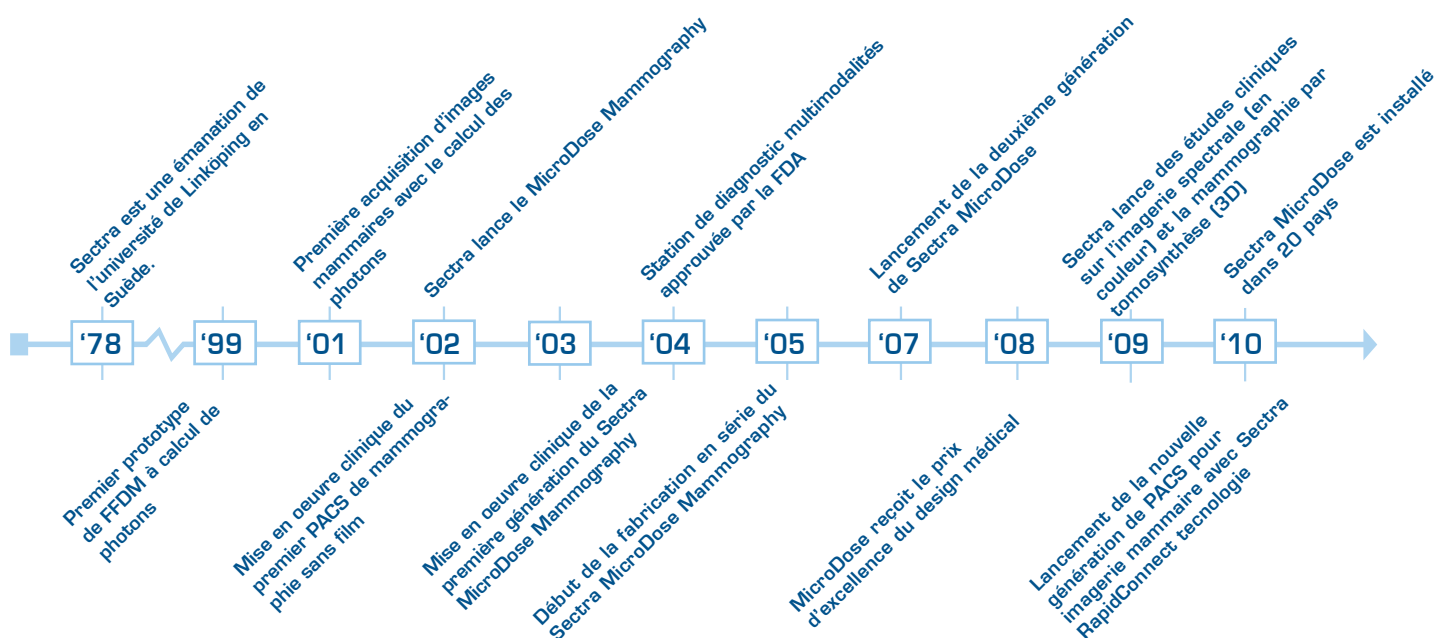 Sectra est une émanation de
l'université de Linköping en
Suède.
Première acquisition d'images
mammaires avec le calcul des
photons
Sectra lance le MicroDose Mammography
Station de diagnostic multimodalités
approuvée par la FDA
Lancement de la deuxième génération
de Sectra MicroDose
Sectra lance des études cliniques
sur l'imagerie spectrale (en
couleur) et la mammographie par
tomosynthèse (3D)
Sectra MicroDose est installé
dans 20 pays
‘78
‘99
‘01
‘02
‘03
‘04
‘05
‘07
‘08
‘09
‘10
Premier prototype
de FFDM à calcul de
photons
Mise en oeuvre clinique du
premier PACS de mammogra-
phie sans film
Mise en oeuvre clinique de la
première génération du Sectra
MicroDose Mammography
Début de la fabrication en série du
Sectra MicroDose Mammography
MicroDose reçoit le prix
d'excellence du design médical
Lancement de la nouvelle
génération de PACS pour
imagerie mammaire avec Sectra
RapidConnect tecnologie